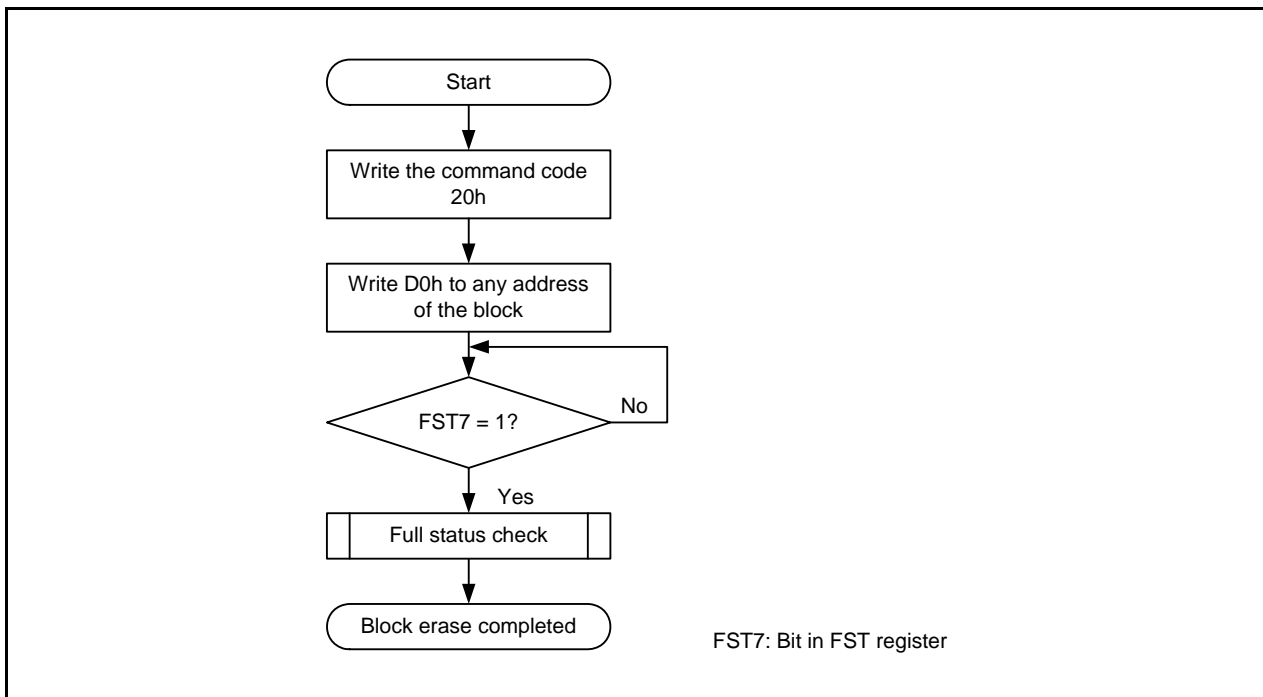 Start
Write the command code
20h
Write D0h to any address
of the block
FST7 = 1?
No
Yes
Full status check
Block erase completed
FST7: Bit in FST register